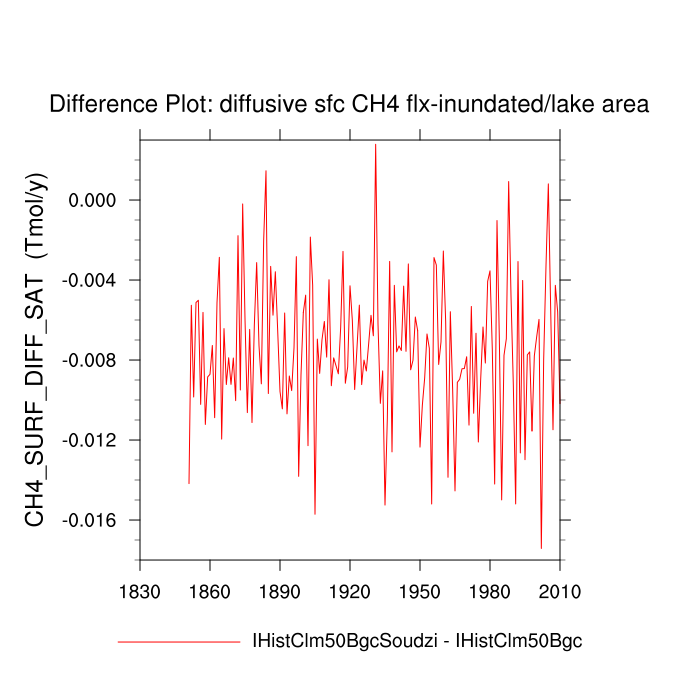 Difference Plot: diffusive sfc CH4 flx-inundated/lake area
CH4_SURF_DIFF_SAT (Tmol/y)
0.000
-0.004
-0.008
-0.012
-0.016
1830 1860 1890 1920 1950 1980 2010
IHistClm50BgcSoudzi - IHistClm50Bgc